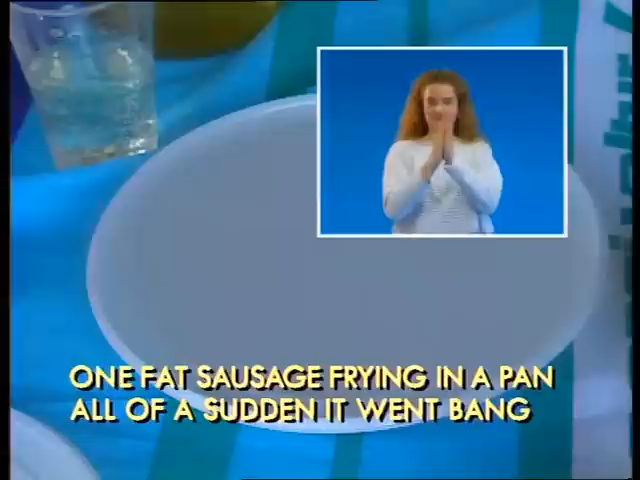 ONE FAT SAUSAGE FRYING IN A PAN
ALL OF A SUDDEN IT WENT BANG